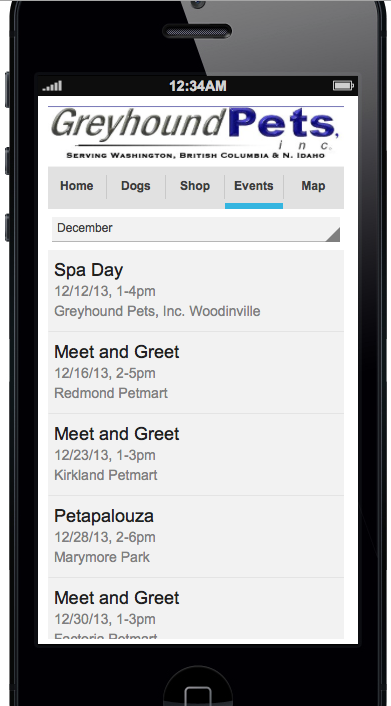 12:34AM
GreyhoundPets,
inc.
SERVING WASHINGTON, BRITISH COLUMBIA & N. IDAHO
Home Dogs Shop Events Map
December
Spa Day
12/12/13, 1-4pm
Greyhound Pets, Inc. Woodinville
Meet and Greet
12/16/13, 2-5pm
Redmond Petmart
Meet and Greet
12/23/13, 1-3pm
Kirkland Petmart
Petapalouza
12/28/13, 2-6pm
Marymore Park
Meet and Greet
12/30/13, 1-3pm
Factoria Petmart